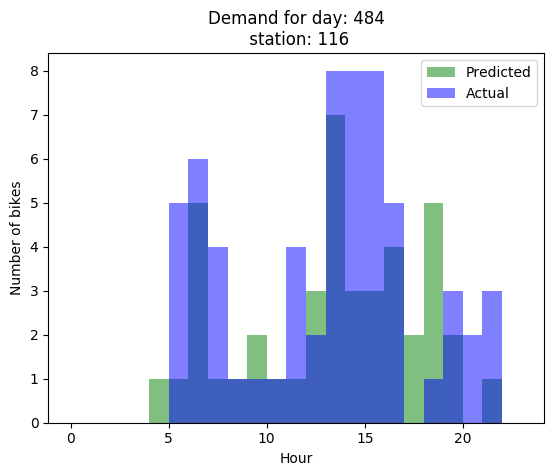 Demand for day: 484
station: 116
Predicted
Actual
Number of bikes
8
7
6
5
4
3
2
1
0
0
5
10
15
20
Hour